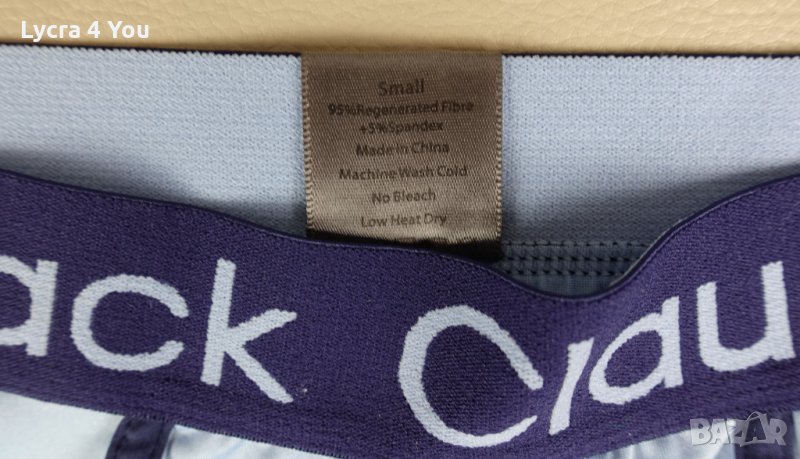 Lycra 4 You
Small
95%Regenerated Fibre
+5%Spandex
Made in China
Machine Wash Cold
No Bleach
Low Heat Dry
ack Clau
BAZAR